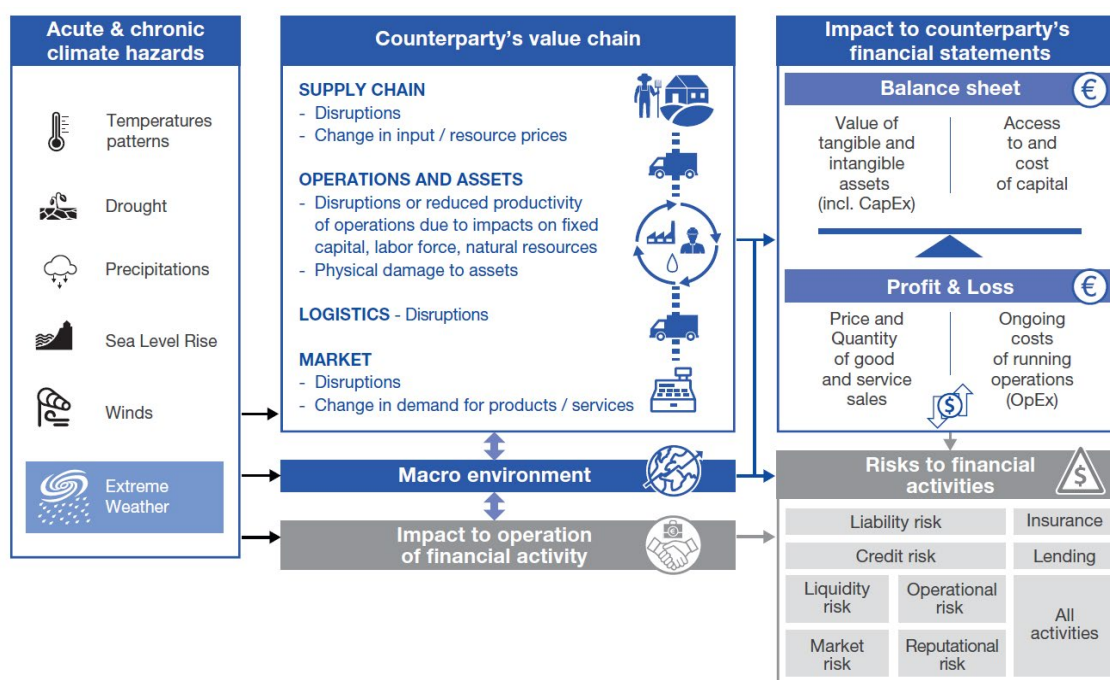 Acute & chronic
climate hazards
Temperatures
patterns
Drought
Precipitations
Sea Level Rise
Winds
Extreme
Weather
Counterparty's value chain
SUPPLY CHAIN
- Disruptions
- Change in input / resource prices
OPERATIONS AND ASSETS
- Disruptions or reduced productivity
of operations due to impacts on fixed
capital, labor force, natural resources
- Physical damage to assets
LOGISTICS - Disruptions
MARKET
- Disruptions
- Change in demand for products / services
Macro environment
Impact to operation
of financial activity
€
Impact to counterparty's
financial statements
Balance sheet
€
Value of
tangible and
intangible
assets
(incl. CapEx)
Access
to and
cost
of capital
Profit & Loss
€
Price and
Quantity
of good
and service
sales
$
Ongoing
costs
of running
operations
(OpEx)
Risks to financial
activities
$
Liability risk
Insurance
Credit risk
Lending
Liquidity
risk
Operational
risk
Market
risk
Reputational
risk
All
activities